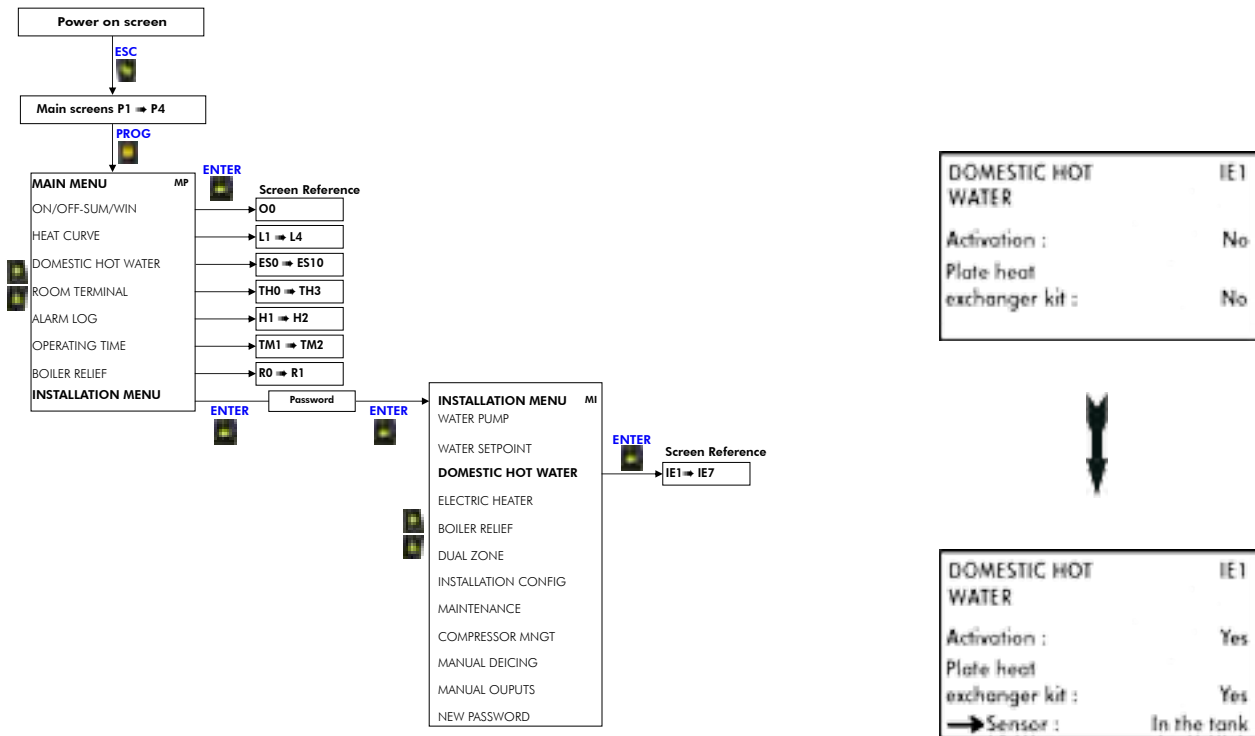 Power on screen
ESC
Main screens P1 ➠ P4
PROG
MAIN MENU MP
ENTER
Screen Reference
ON/OFF-SUM/WIN
O0
HEAT CURVE
L1 ➠ L4
DOMESTIC HOT WATER
ES0 ➠ ES10
ROOM TERMINAL
TH0 ➠ TH3
ALARM LOG
H1 ➠ H2
OPERATING TIME
TM1 ➠ TM2
BOILER RELIEF
R0 ➠ R1
INSTALLATION MENU
ENTER
Password
ENTER
INSTALLATION MENU MI
WATER PUMP
WATER SETPOINT
DOMESTIC HOT WATER
ENTER
Screen Reference
IE1➠ IE7
ELECTRIC HEATER
BOILER RELIEF
DUAL ZONE
INSTALLATION CONFIG
MAINTENANCE
COMPRESSOR MNGT
MANUAL DEICING
MANUAL OUPUTS
NEW PASSWORD
DOMESTIC HOT IE1
WATER
Activation : No
Plate heat
exchanger kit : No
DOMESTIC HOT IE1
WATER
Activation : Yes
Plate heat
exchanger kit : Yes
➔Sensor : In the tank